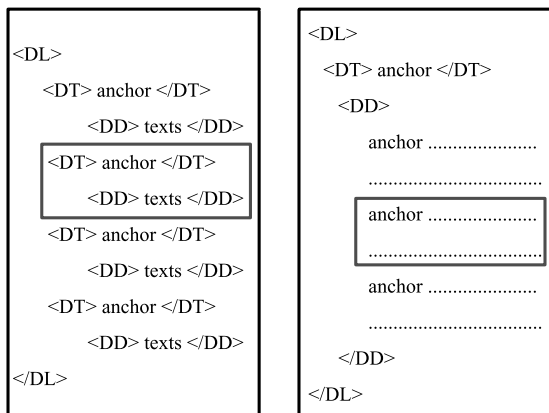 <DL>
<DT> anchor </DT>
<DD> texts </DD>
<DT> anchor </DT>
<DD> texts </DD>
<DT> anchor </DT>
<DD> texts </DD>
<DT> anchor </DT>
<DD> texts </DD>
</DL>
<DL>
<DT> anchor </DT>
<DD>
anchor ......................
...................................
anchor ......................
...................................
anchor ......................
...................................
</DD>
</DL>